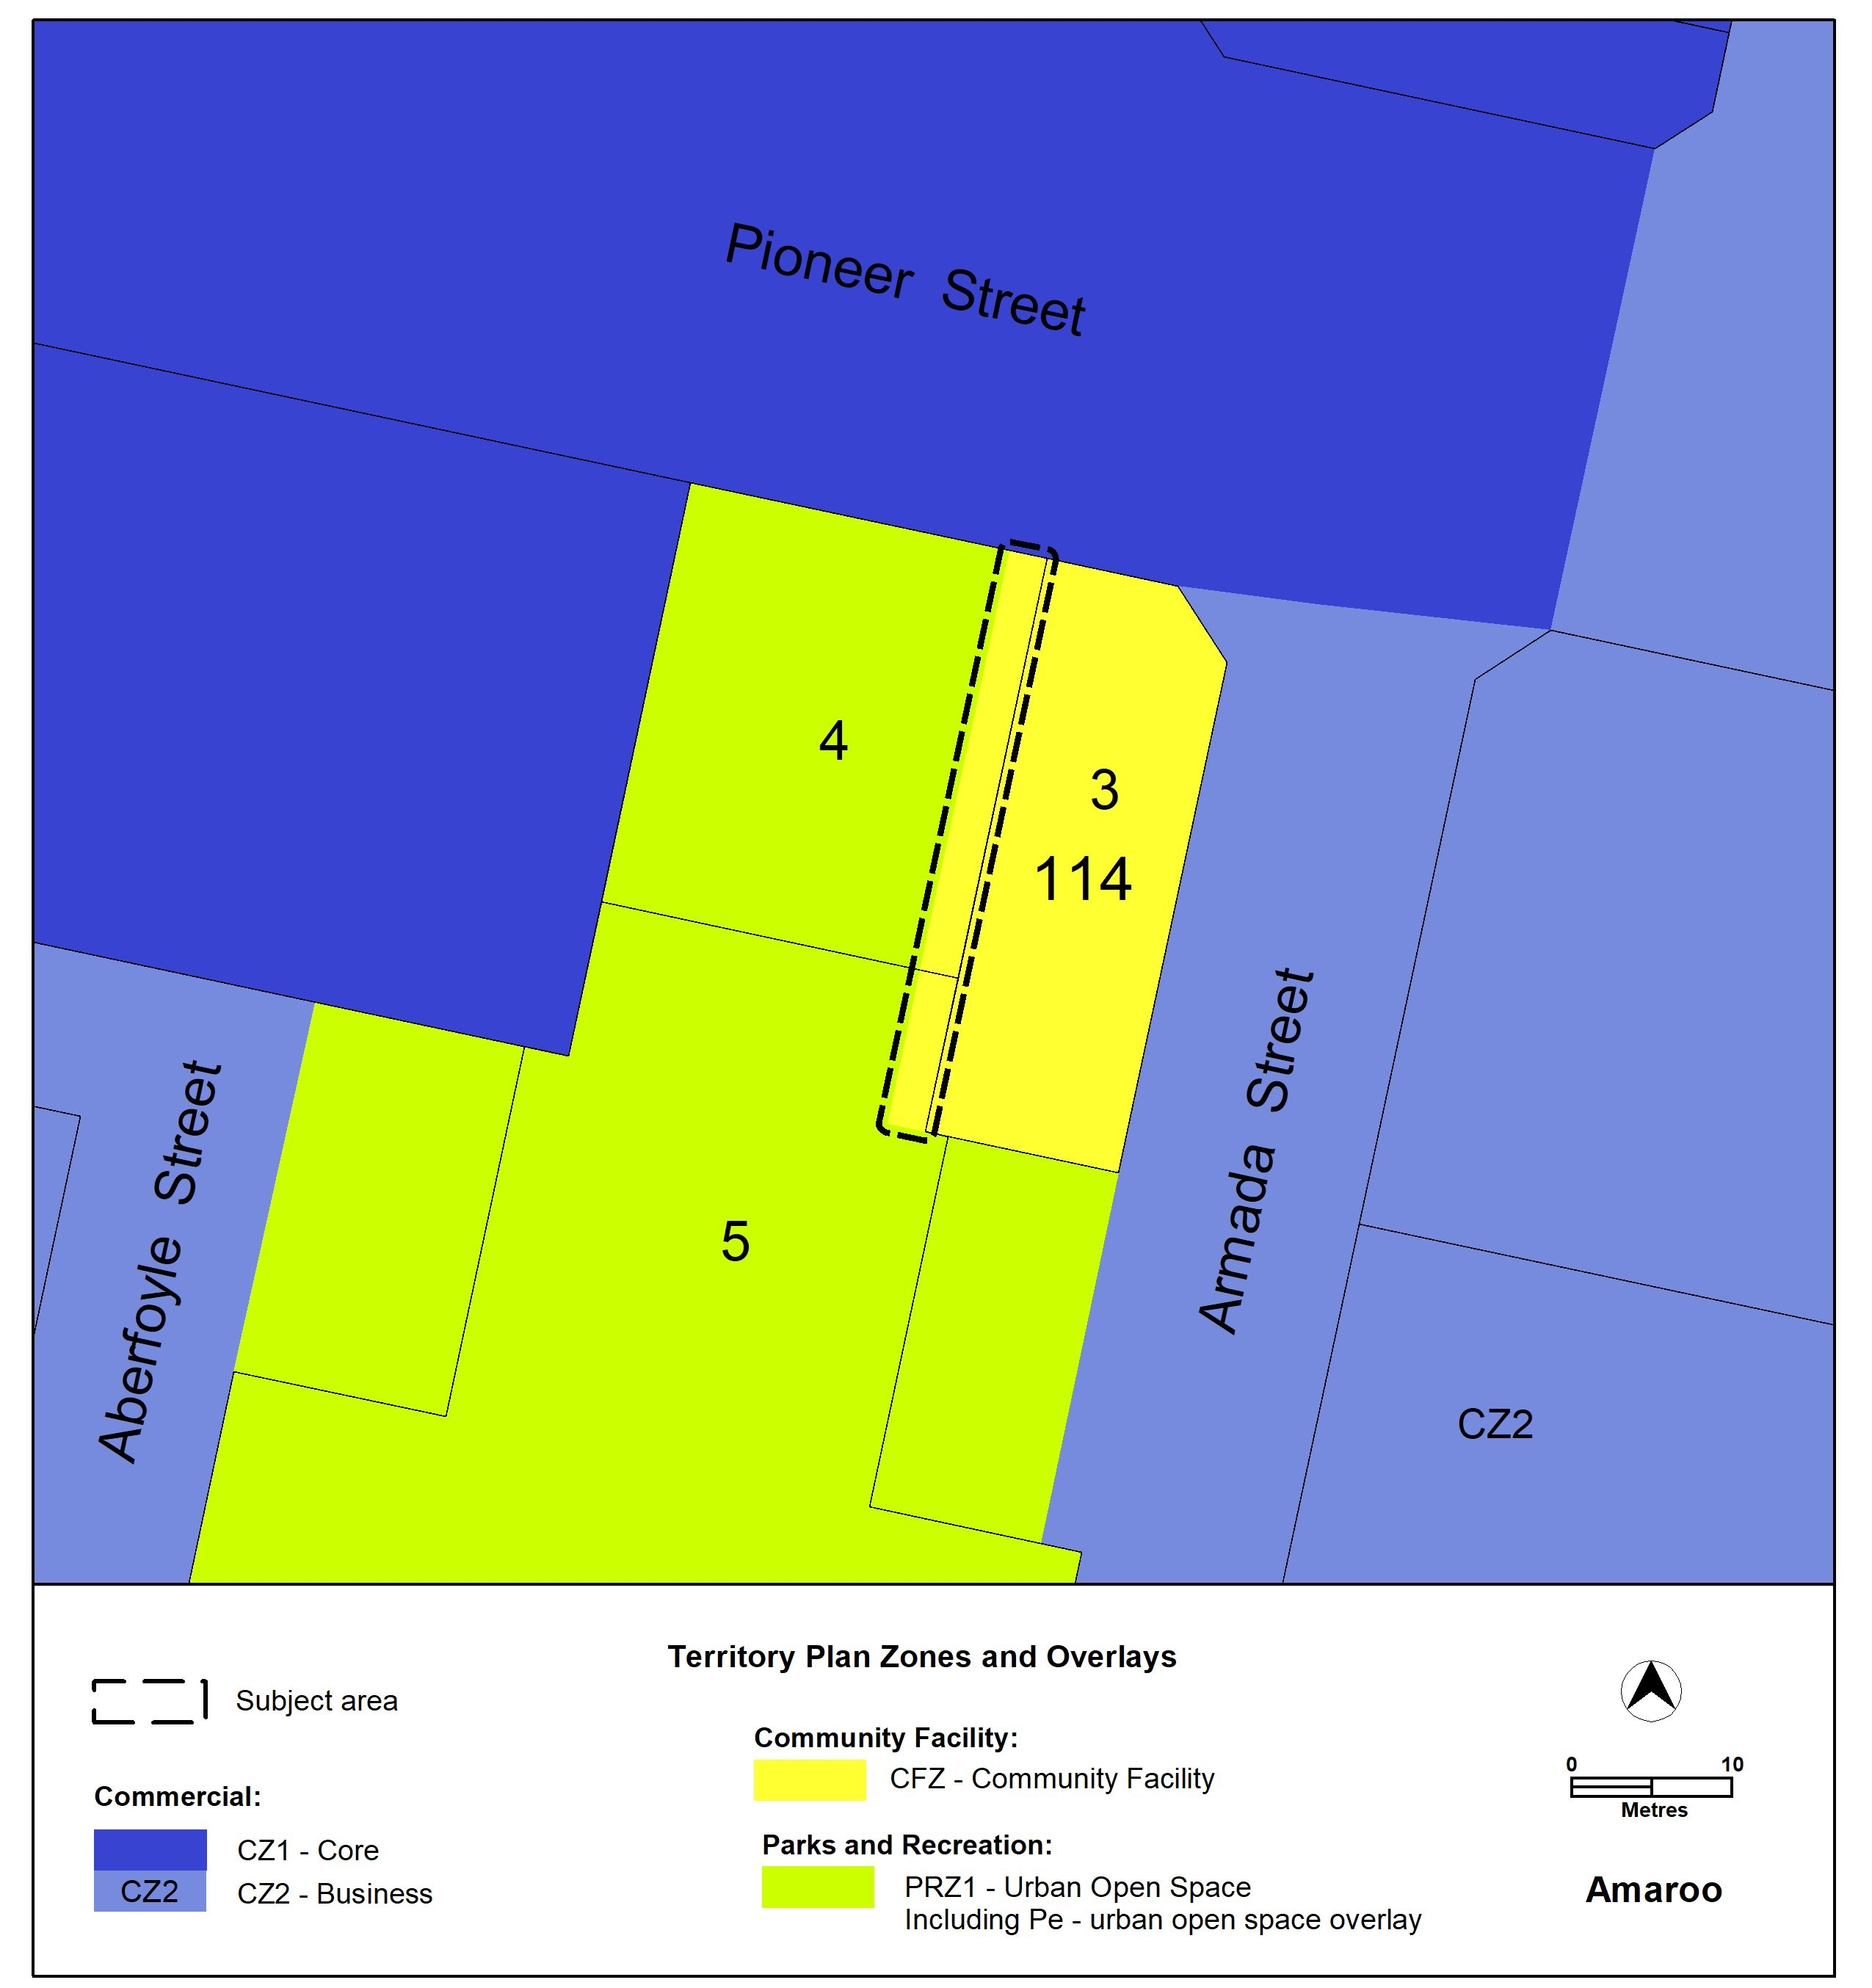 Pioneer Street
4
3
114
Armada Street
Aberfoyle Street
5
CZ2
Territory Plan Zones and Overlays
Subject area
Commercial:
CZ1 - Core
CZ2
CZ2 - Business
Community Facility:
CFZ - Community Facility
Parks and Recreation:
PRZ1 - Urban Open Space
Including Pe - urban open space overlay
0 10
Metres
Amaroo